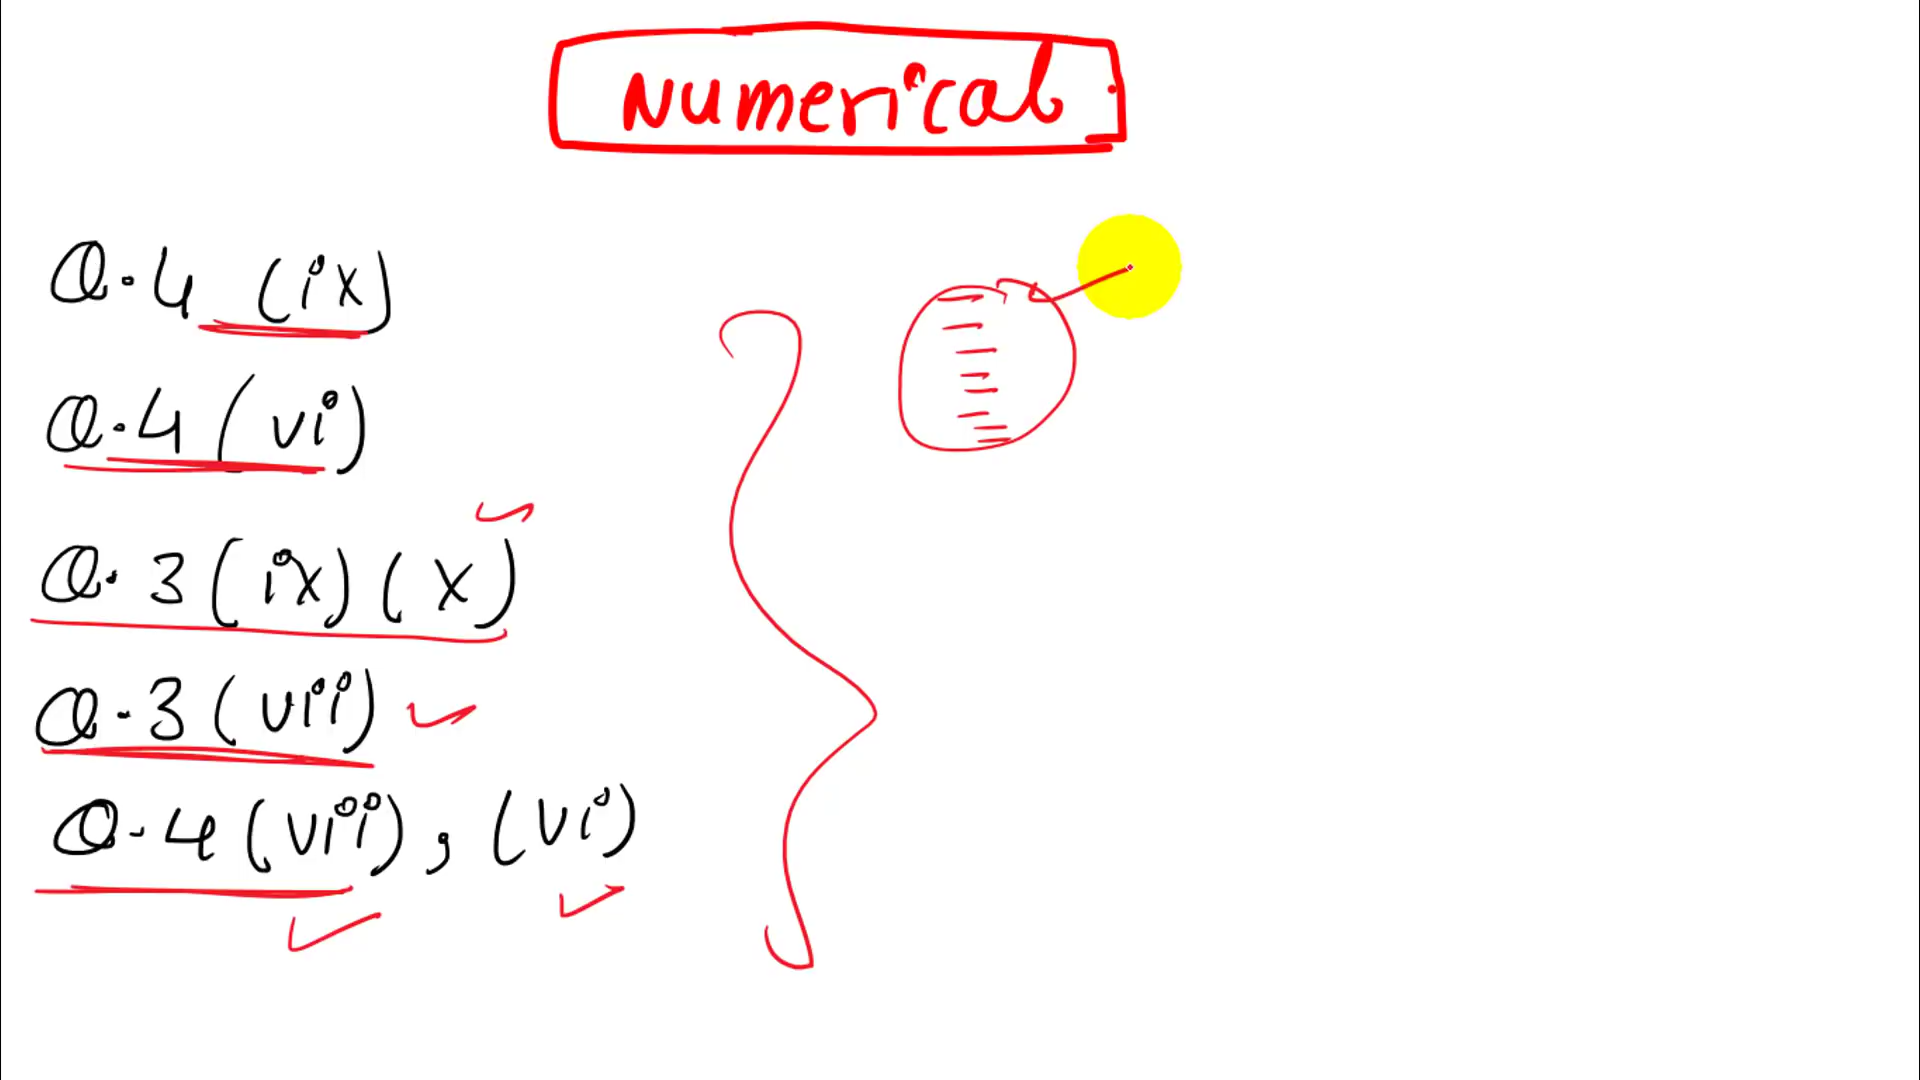 Numerical
Q.4 (ix)
Q.4 (vi)
Q.3 (ix) (x)
Q.3 (vii)
Q.4 (vii), (vi)